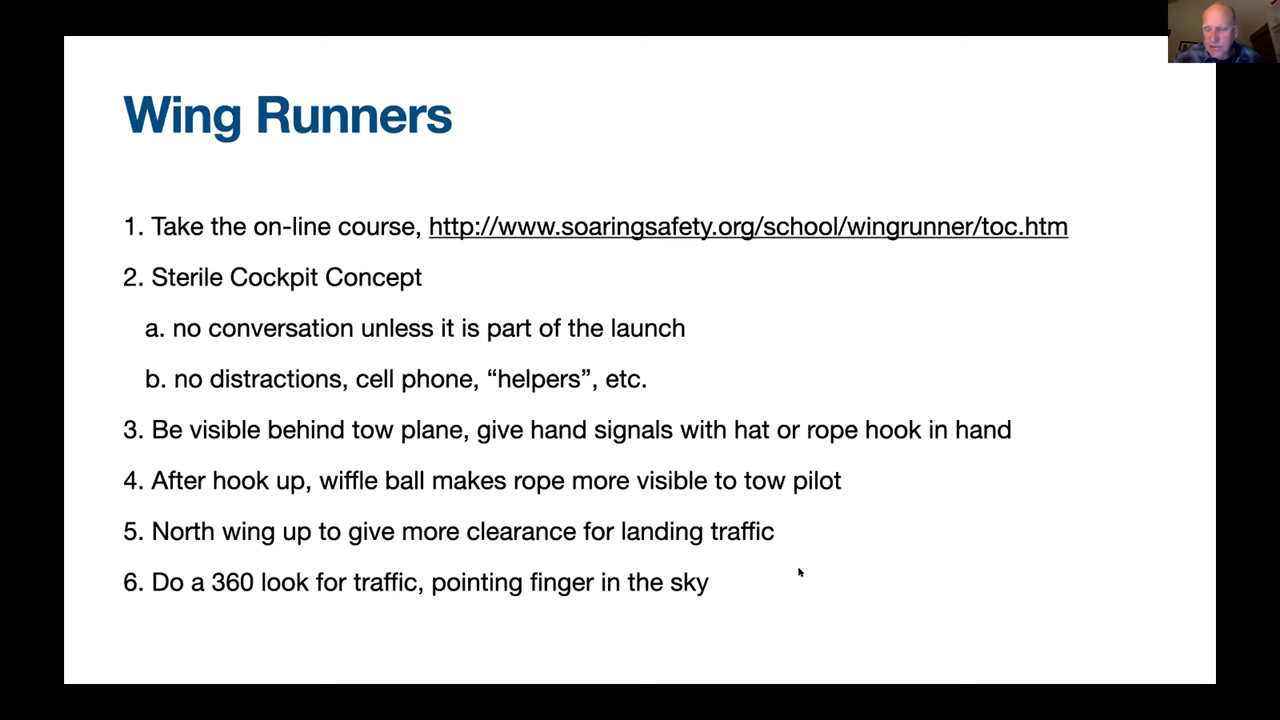 Wing Runners
1. Take the on-line course, http://www.soaringsafety.org/school/wingrunner/toc.htm
2. Sterile Cockpit Concept
a. no conversation unless it is part of the launch
b. no distractions, cell phone, “helpers”, etc.
3. Be visible behind tow plane, give hand signals with hat or rope hook in hand
4. After hook up, wiffle ball makes rope more visible to tow pilot
5. North wing up to give more clearance for landing traffic
6. Do a 360 look for traffic, pointing finger in the sky